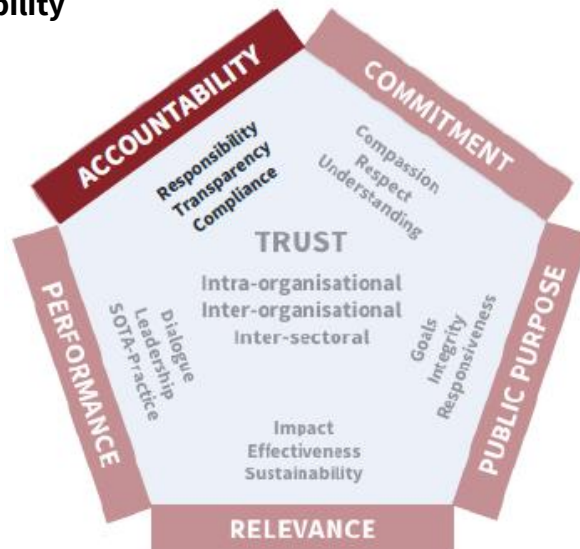 bility
ACCOUNTABILITY
Responsibility
Transparency
Compliance
COMMITMENT
Compassion
Respect
Understanding
TRUST
Intra-organisational
Inter-organisational
Inter-sectoral
PERFORMANCE
Dialogue
Leadership
SOTA-Practice
PUBLIC PURPOSE
Goals
Integrity
Responsiveness
Impact
Effectiveness
Sustainability
RELEVANCE